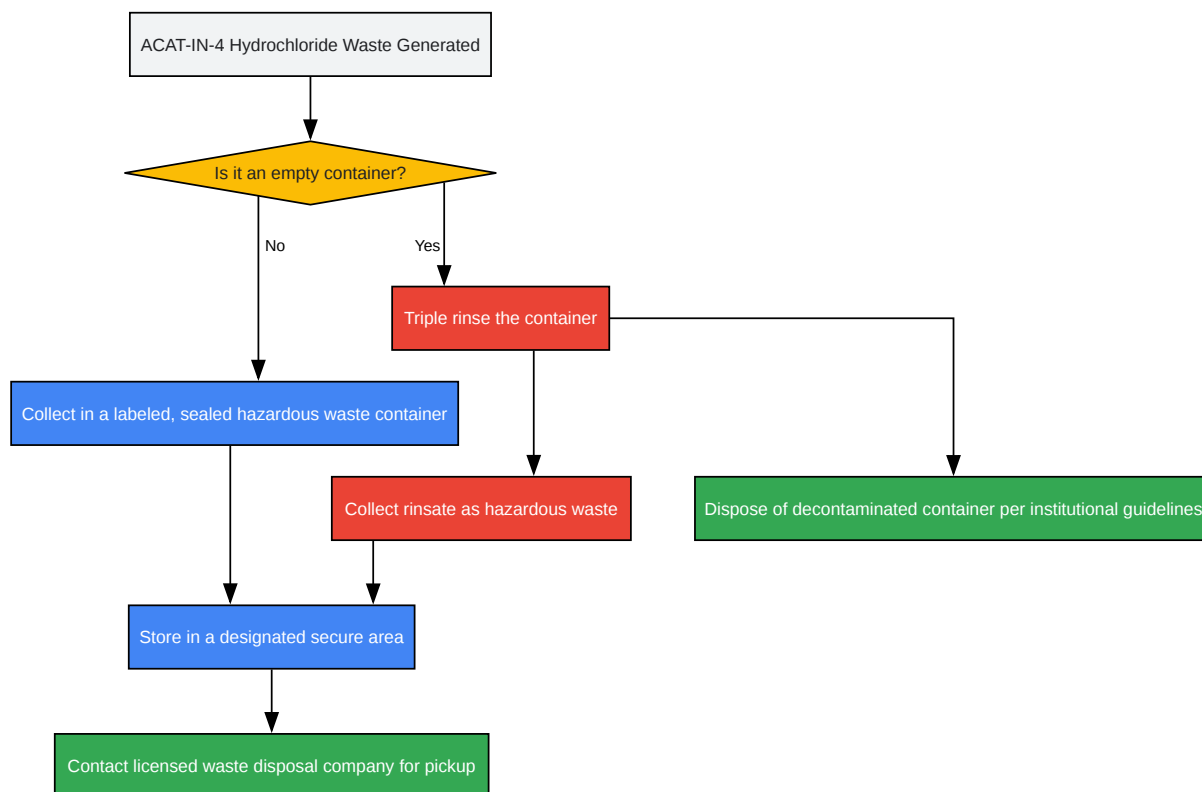 ACAT-IN-4 Hydrochloride Waste Generated
Is it an empty container?
No
Yes
Triple rinse the container
Collect in a labeled, sealed hazardous waste container
Collect rinsate as hazardous waste
Dispose of decontaminated container per institutional guidelines
Store in a designated secure area
Contact licensed waste disposal company for pickup